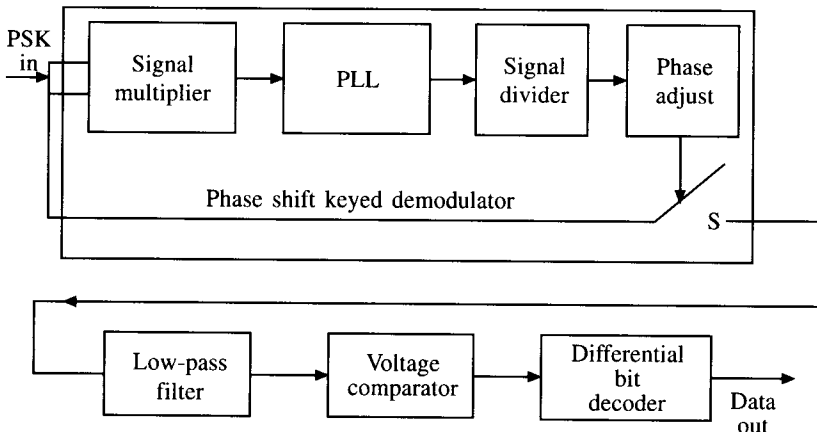 PSK
in
Signal
multiplier
PLL
Signal
divider
Phase
adjust
Phase shift keyed demodulator
S
Low-pass
filter
Voltage
comparator
Differential
bit
decoder
Data
out